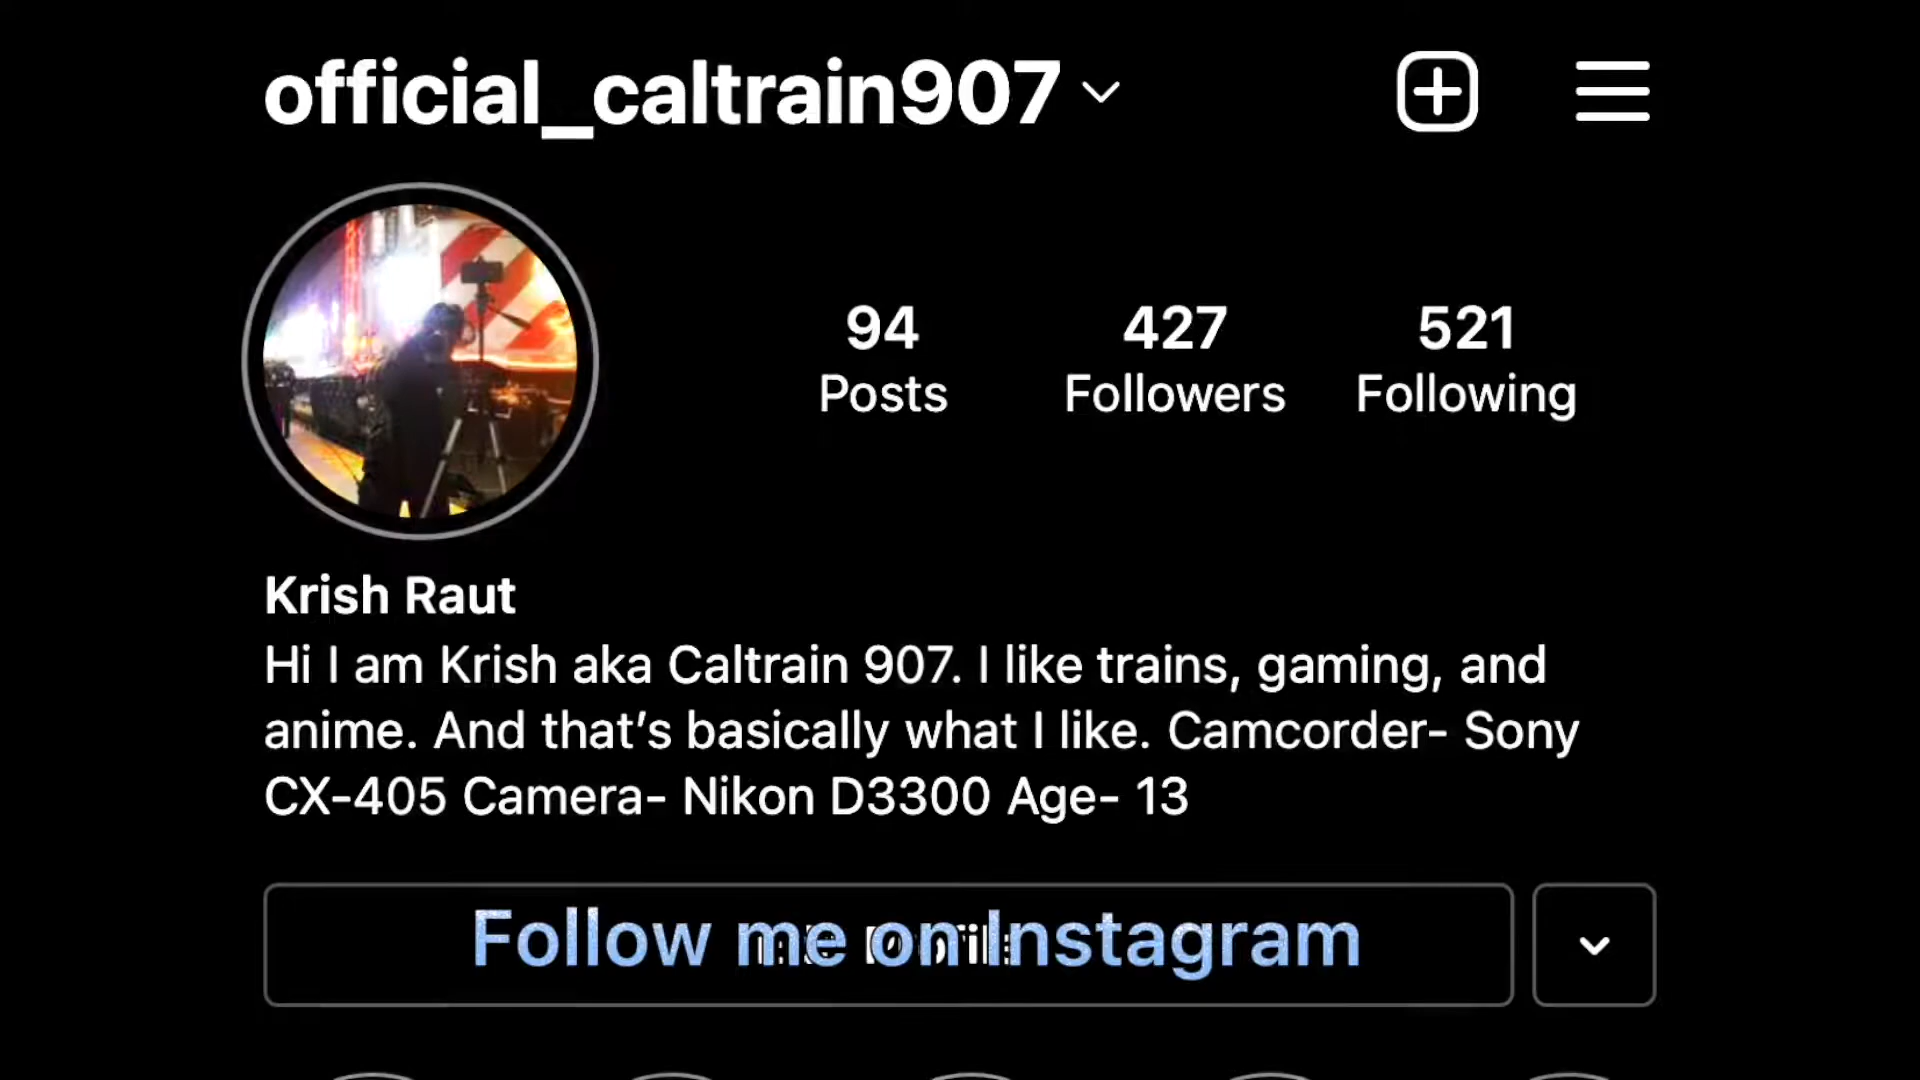 official_caltrain907
94 427 521
Posts Followers Following
Krish Raut
Hi I am Krish aka Caltrain 907. I like trains, gaming, and
anime. And that’s basically what I like. Camcorder- Sony
CX-405 Camera- Nikon D3300 Age- 13
Follow me on Instagram